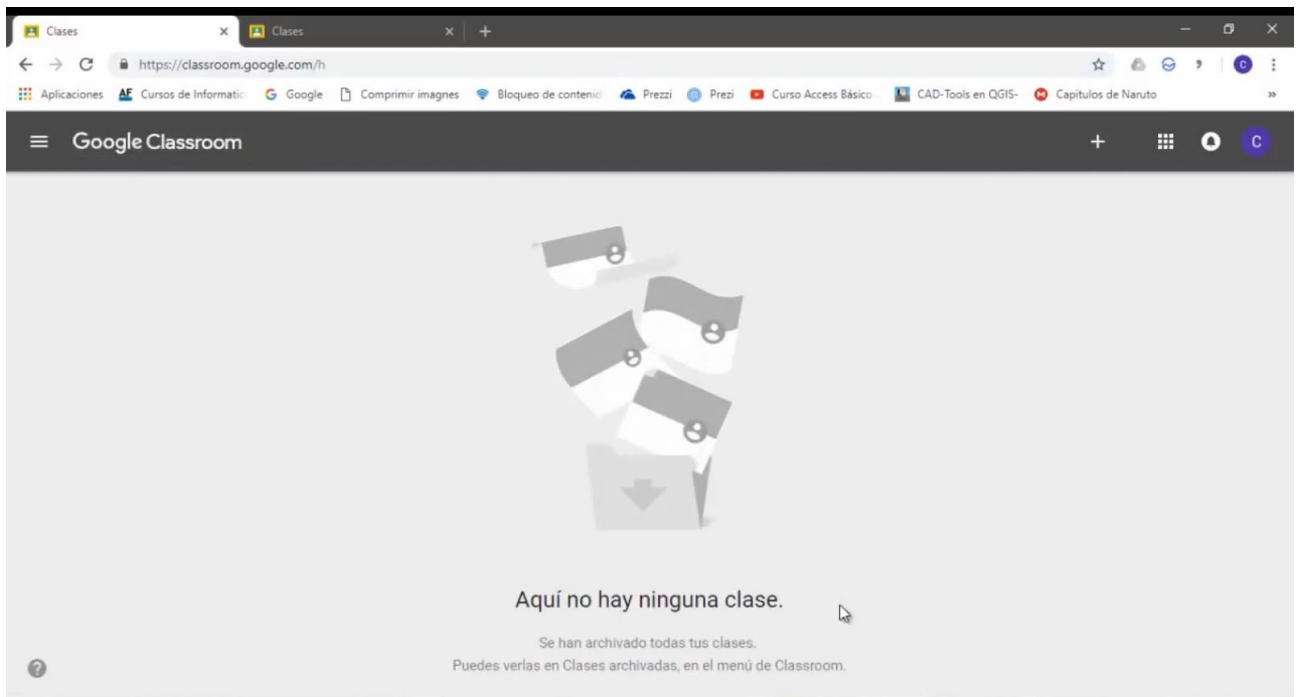 Clases
Clases
https://classroom.google.com/h
Aplicaciones
AF Cursos de Informatic
G Google
Comprimir imagnes
Bloqueo de contenid
Prezzi
Prezi
Curso Access Básico
CAD-Tools en QGIS-
Capitulos de Naruto
Google Classroom
C
Aquí no hay ninguna clase.
Se han archivado todas tus clases.
Puedes verlas en Clases archivadas, en el menú de Classroom.